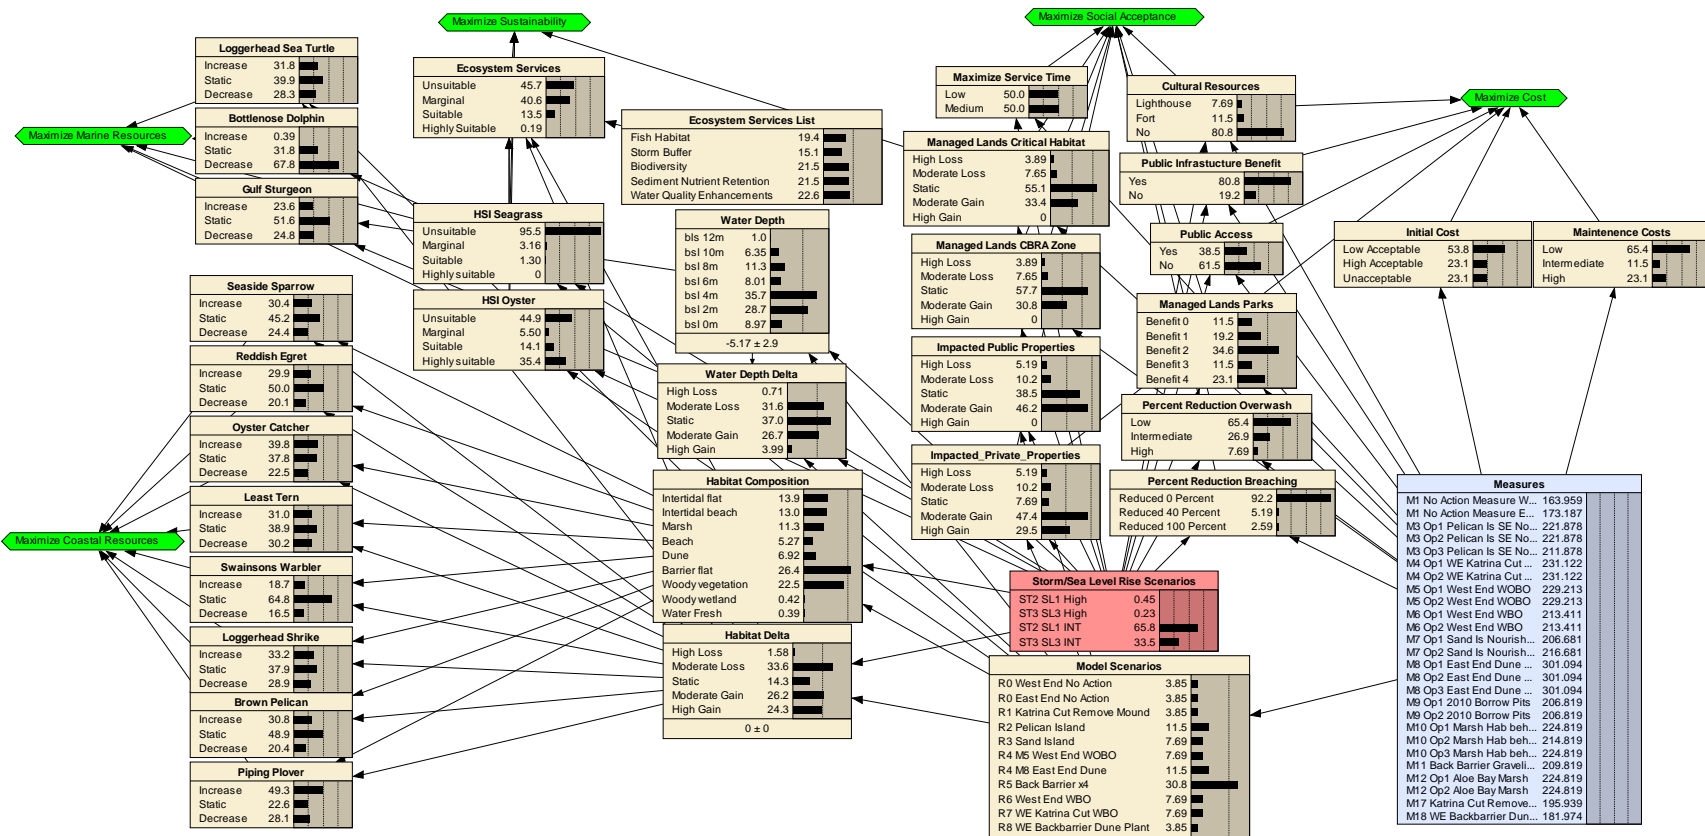 Maximize Sustainability
Maximize Social Acceptance
Maximize Marine Resources
Maximize Cost
Maximize Coastal Resources
Loggerhead Sea Turtle
Increase 31.8
Static 39.9
Decrease 28.3
Bottlenose Dolphin
Increase 0.39
Static 31.8
Decrease 67.8
Gulf Sturgeon
Increase 23.6
Static 51.6
Decrease 24.8
Seaside Sparrow
Increase 30.4
Static 45.2
Decrease 24.4
Reddish Egret
Increase 29.9
Static 50.0
Decrease 20.1
Oyster Catcher
Increase 39.8
Static 37.8
Decrease 22.5
Least Tern
Increase 31.0
Static 38.9
Decrease 30.2
Swainsons Warbler
Increase 18.7
Static 64.8
Decrease 16.5
Loggerhead Shrike
Increase 33.2
Static 37.9
Decrease 28.9
Brown Pelican
Increase 30.8
Static 48.9
Decrease 20.4
Piping Plover
Increase 49.3
Static 22.6
Decrease 28.1
Ecosystem Services
Unsuitable 45.7
Marginal 40.6
Suitable 13.5
Highly Suitable 0.19
HSI Seagrass
Unsuitable 95.5
Marginal 3.16
Suitable 1.30
Highly suitable 0
HSI Oyster
Unsuitable 44.9
Marginal 5.50
Suitable 14.1
Highly suitable 35.4
Ecosystem Services List
Fish Habitat 19.4
Storm Buffer 15.1
Biodiversity 21.5
Sediment Nutrient Retention 21.5
Water Quality Enhancements 22.6
Water Depth
bls 12m 1.0
bsl 10m 6.35
bsl 8m 11.3
bsl 6m 8.01
bsl 4m 35.7
bsl 2m 28.7
bsl 0m 8.97
-5.17 ± 2.9
Water Depth Delta
High Loss 0.71
Moderate Loss 31.6
Static 37.0
Moderate Gain 26.7
High Gain 3.99
Habitat Composition
Intertidal flat 13.9
Intertidal beach 13.0
Marsh 11.3
Beach 5.27
Dune 6.92
Barrier flat 26.4
Woody vegetation 22.5
Woody wetland 0.42
Water Fresh 0.39
Habitat Delta
High Loss 1.58
Moderate Loss 33.6
Static 14.3
Moderate Gain 26.2
High Gain 24.3
0 ± 0
Maximize Service Time
Low 50.0
Medium 50.0
Managed Lands Critical Habitat
High Loss 3.89
Moderate Loss 7.65
Static 55.1
Moderate Gain 33.4
High Gain 0
Managed Lands CBRA Zone
High Loss 3.89
Moderate Loss 7.65
Static 57.7
Moderate Gain 30.8
High Gain 0
Impacted Public Properties
High Loss 5.19
Moderate Loss 10.2
Static 38.5
Moderate Gain 46.2
High Gain 0
Impacted_Private_Properties
High Loss 5.19
Moderate Loss 10.2
Static 7.69
Moderate Gain 47.4
High Gain 29.5
Cultural Resources
Lighthouse 7.69
Fort 11.5
No 80.8
Public Infrastucture Benefit
Yes 80.8
No 19.2
Public Access
Yes 38.5
No 61.5
Managed Lands Parks
Benefit 0 11.5
Benefit 1 19.2
Benefit 2 34.6
Benefit 3 11.5
Benefit 4 23.1
Percent Reduction Overwash
Low 65.4
Intermediate 26.9
High 7.69
Percent Reduction Breaching
Reduced 0 Percent 92.2
Reduced 40 Percent 5.19
Reduced 100 Percent 2.59
Storm/Sea Level Rise Scenarios
ST2 SL1 High 0.45
ST3 SL3 High 0.23
ST2 SL1 INT 65.8
ST3 SL3 INT 33.5
Model Scenarios
R0 West End No Action 3.85
R0 East End No Action 3.85
R1 Katrina Cut Remove Mound 3.85
R2 Pelican Island 11.5
R3 Sand Island 7.69
R4 M5 West End WOBO 7.69
R4 M8 East End Dune 11.5
R5 Back Barrier x4 30.8
R6 West End WBO 7.69
R7 WE Katrina Cut WBO 7.69
R8 WE Backbarrier Dune Plant 3.85
Initial Cost
Low Acceptable 53.8
High Acceptable 23.1
Unacceptable 23.1
Maintenence Costs
Low 65.4
Intermediate 11.5
High 23.1
Measures
M1 No Action Measure W... 163.959
M1 No Action Measure E... 173.187
M3 Op1 Pelican Is SE No... 221.878
M3 Op2 Pelican Is SE No... 221.878
M3 Op3 Pelican Is SE No... 211.878
M4 Op1 WE Katrina Cut ... 231.122
M4 Op2 WE Katrina Cut ... 231.122
M5 Op1 West End WOBO 229.213
M5 Op2 West End WOBO 229.213
M6 Op1 West End WBO 213.411
M6 Op2 West End WBO 213.411
M7 Op1 Sand Is Nourish... 206.681
M7 Op2 Sand Is Nourish... 216.681
M8 Op1 East End Dune ... 301.094
M8 Op2 East End Dune ... 301.094
M8 Op3 East End Dune ... 301.094
M9 Op1 2010 Borrow Pits 206.819
M9 Op2 2010 Borrow Pits 206.819
M10 Op1 Marsh Hab beh... 224.819
M10 Op2 Marsh Hab beh... 214.819
M10 Op3 Marsh Hab beh... 224.819
M11 Back Barrier Graveli... 209.819
M12 Op1 Aloe Bay Marsh 224.819
M12 Op2 Aloe Bay Marsh 224.819
M17 Katrina Cut Remove... 195.939
M18 WE Backbarrier Dun... 181.974